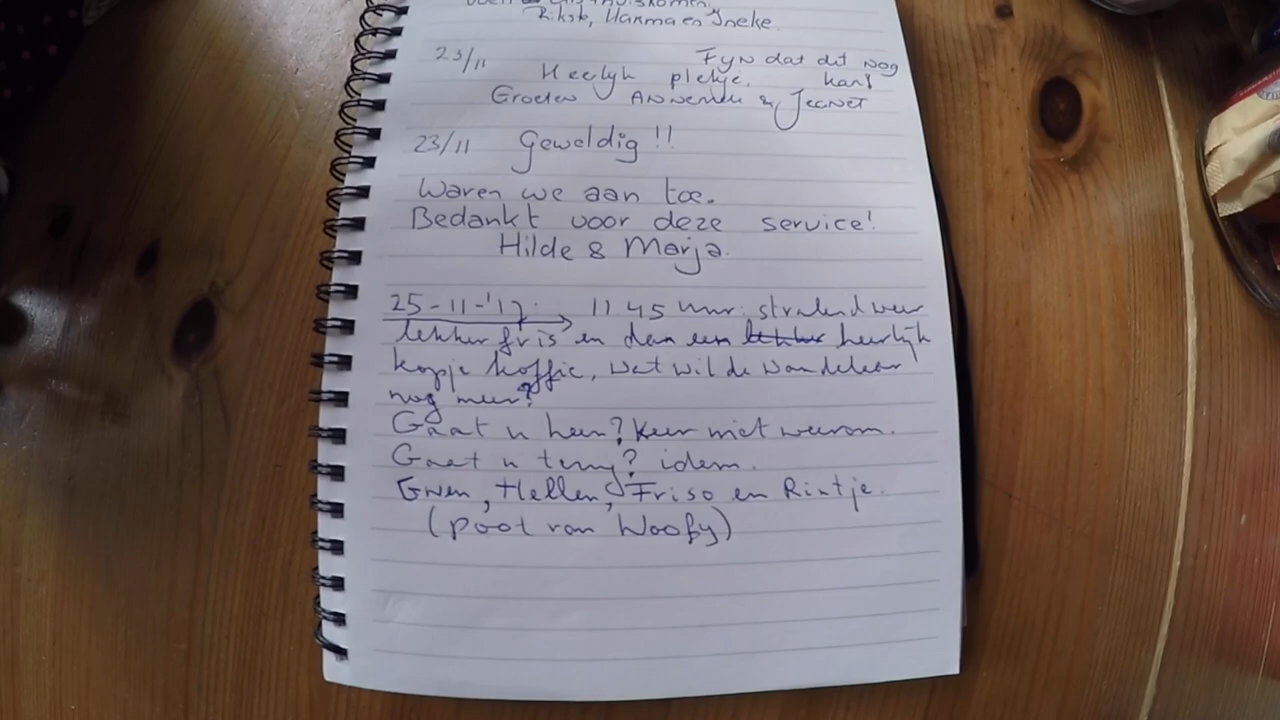 Rikst, Harma en Ineke.
23/11 Fyn dat dit nog
Heerlyk plekje. kan!
Groeten Annemiek & Jeanet
23/11 Geweldig!!
Waren we aan toe.
Bedankt voor deze service!
Hilde & Marja.
25-11-'17. 11.45 uur: stralend weer
lekker fris en dan een lekker heerlijk
kopje koffie, wat wil de wandelaar
nog meer?
Gaat u heen? Keer niet weerom.
Gaat u terug? idem.
Gwen, Hellen, Friso en Rintje.
(poot van Woofy)